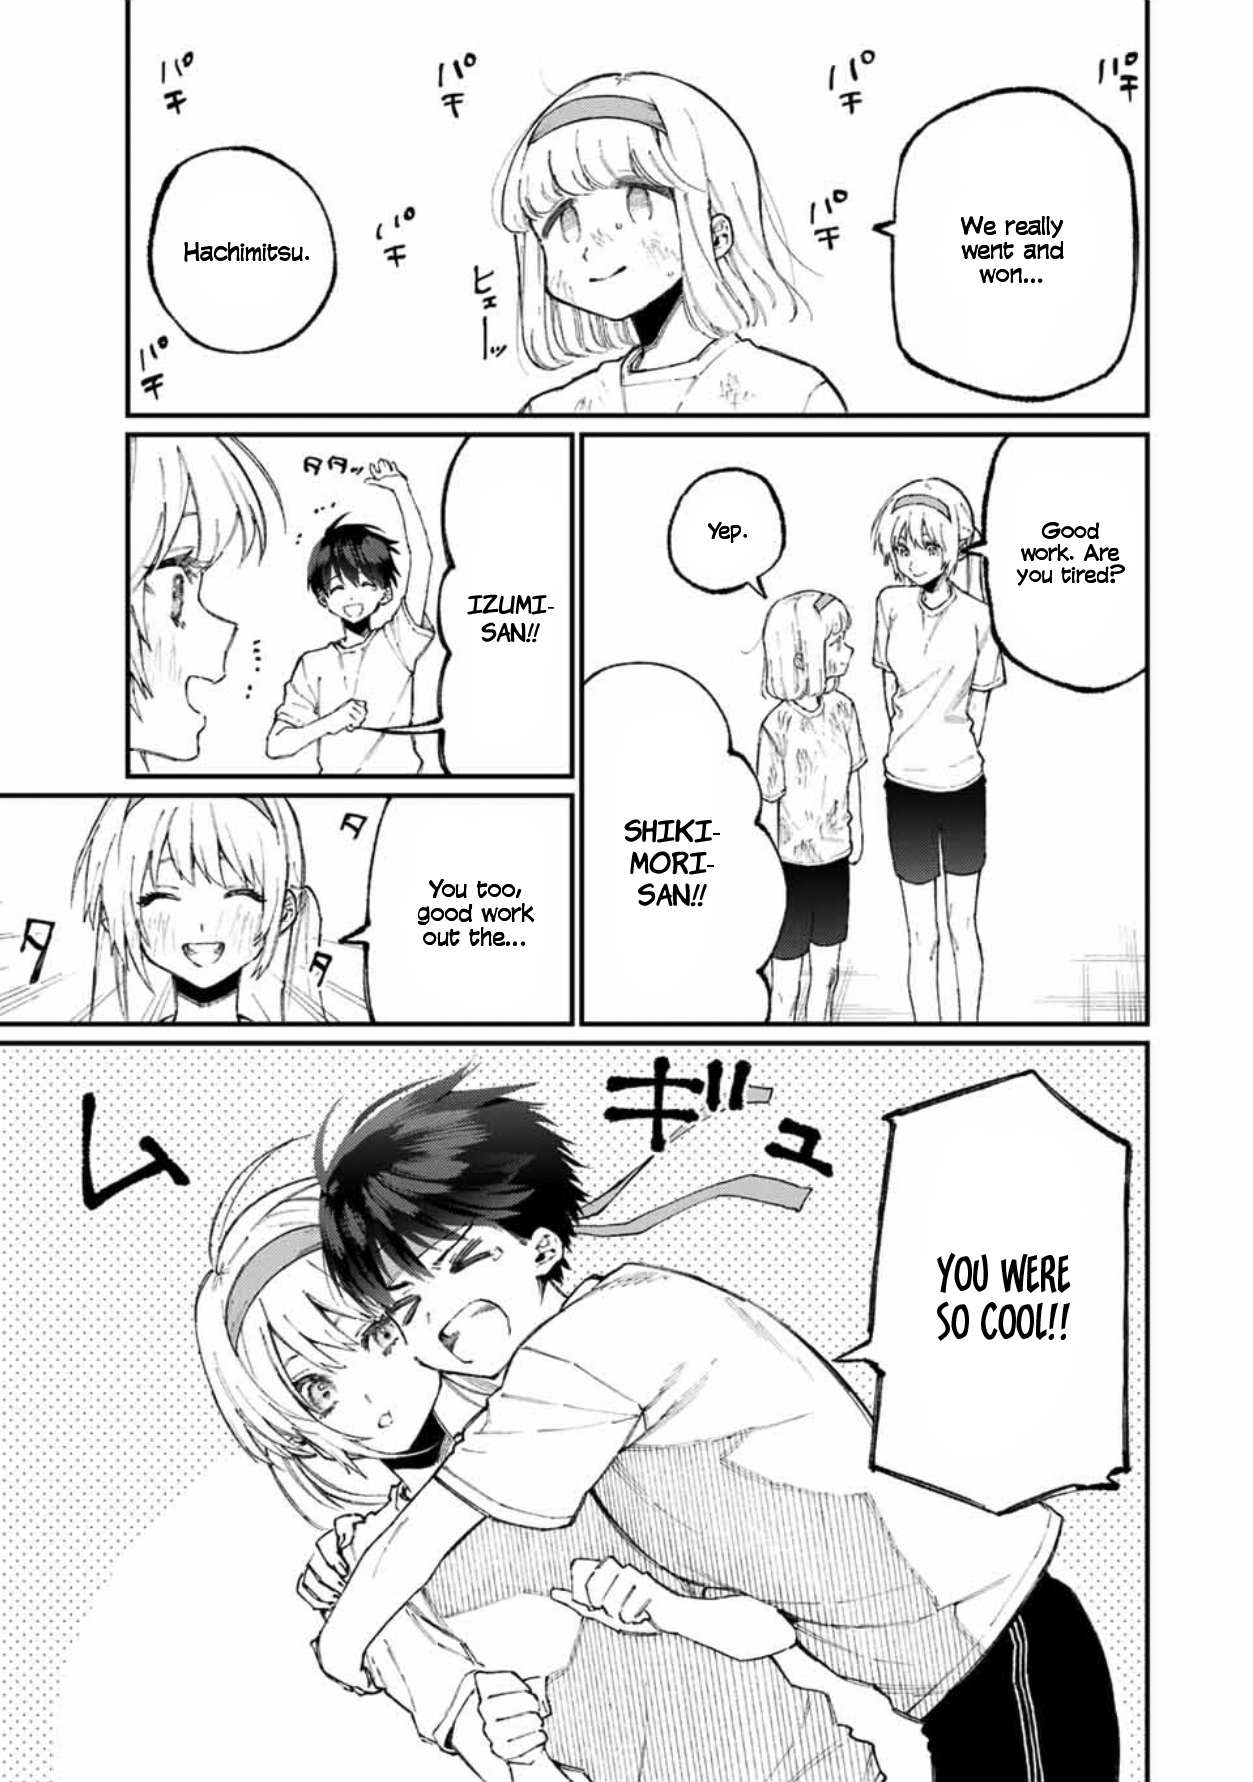 パチ
パチ
パチ
パチ
We really
went and
won...
パチ
パチ
ヒューッ
Hachimitsu.
パチ
Good
work. Are
you tired?
Yep.
SHIKI-
MORI-
SAN!!
IZUMI-
SAN!!
タタッ
You too,
good work
out the...
タ
タ
タ
YOU WERE
SO COOL!!
ムギュ